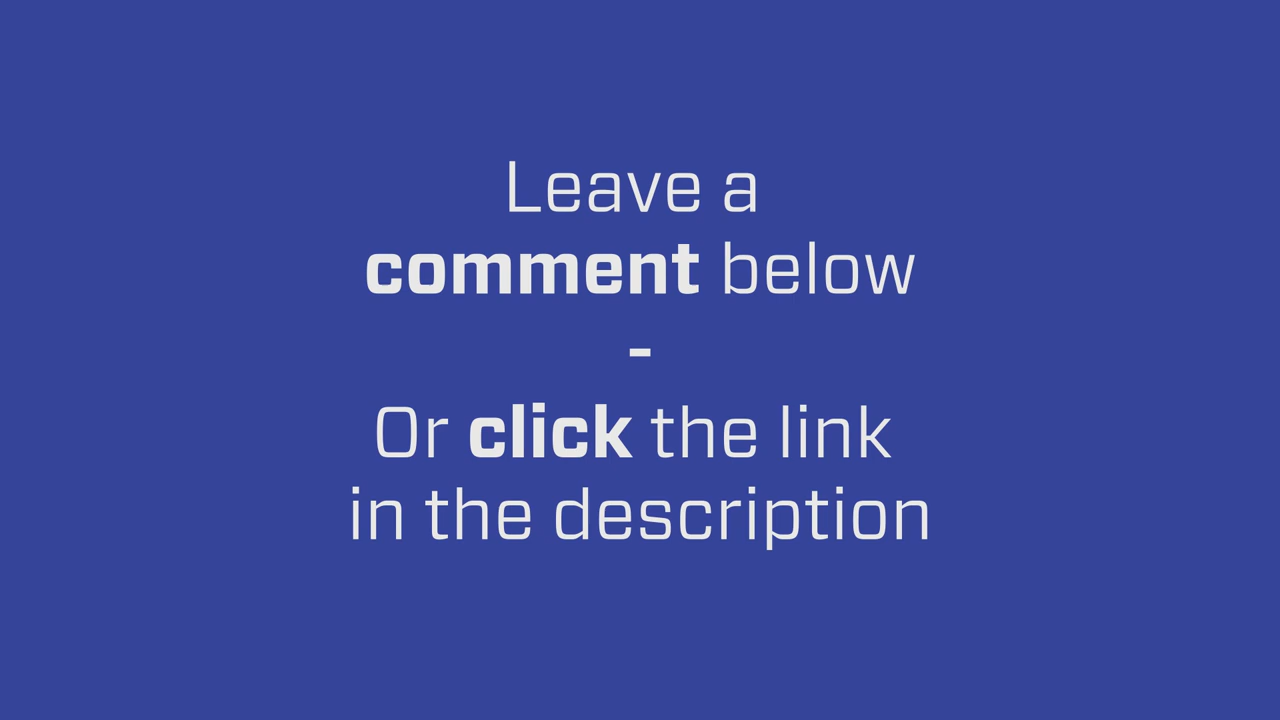 Leave a
comment below
-
Or click the link
in the description